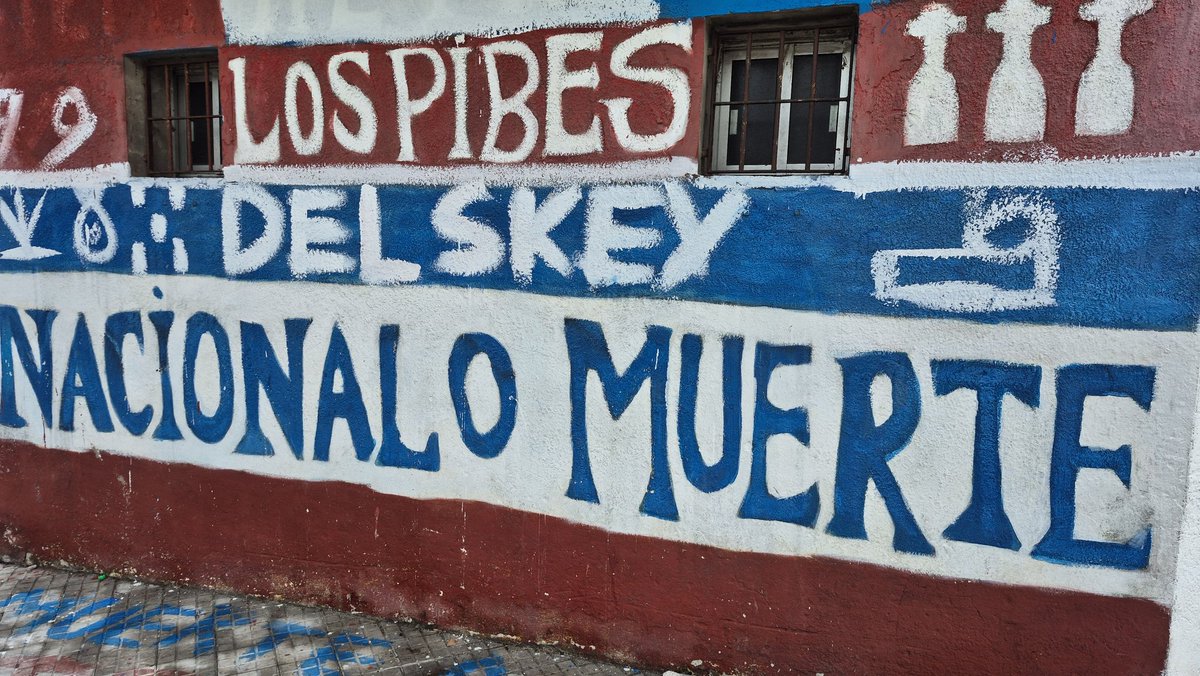 LOS PIBES
DEL SKEY
NACIONAL O MUERTE